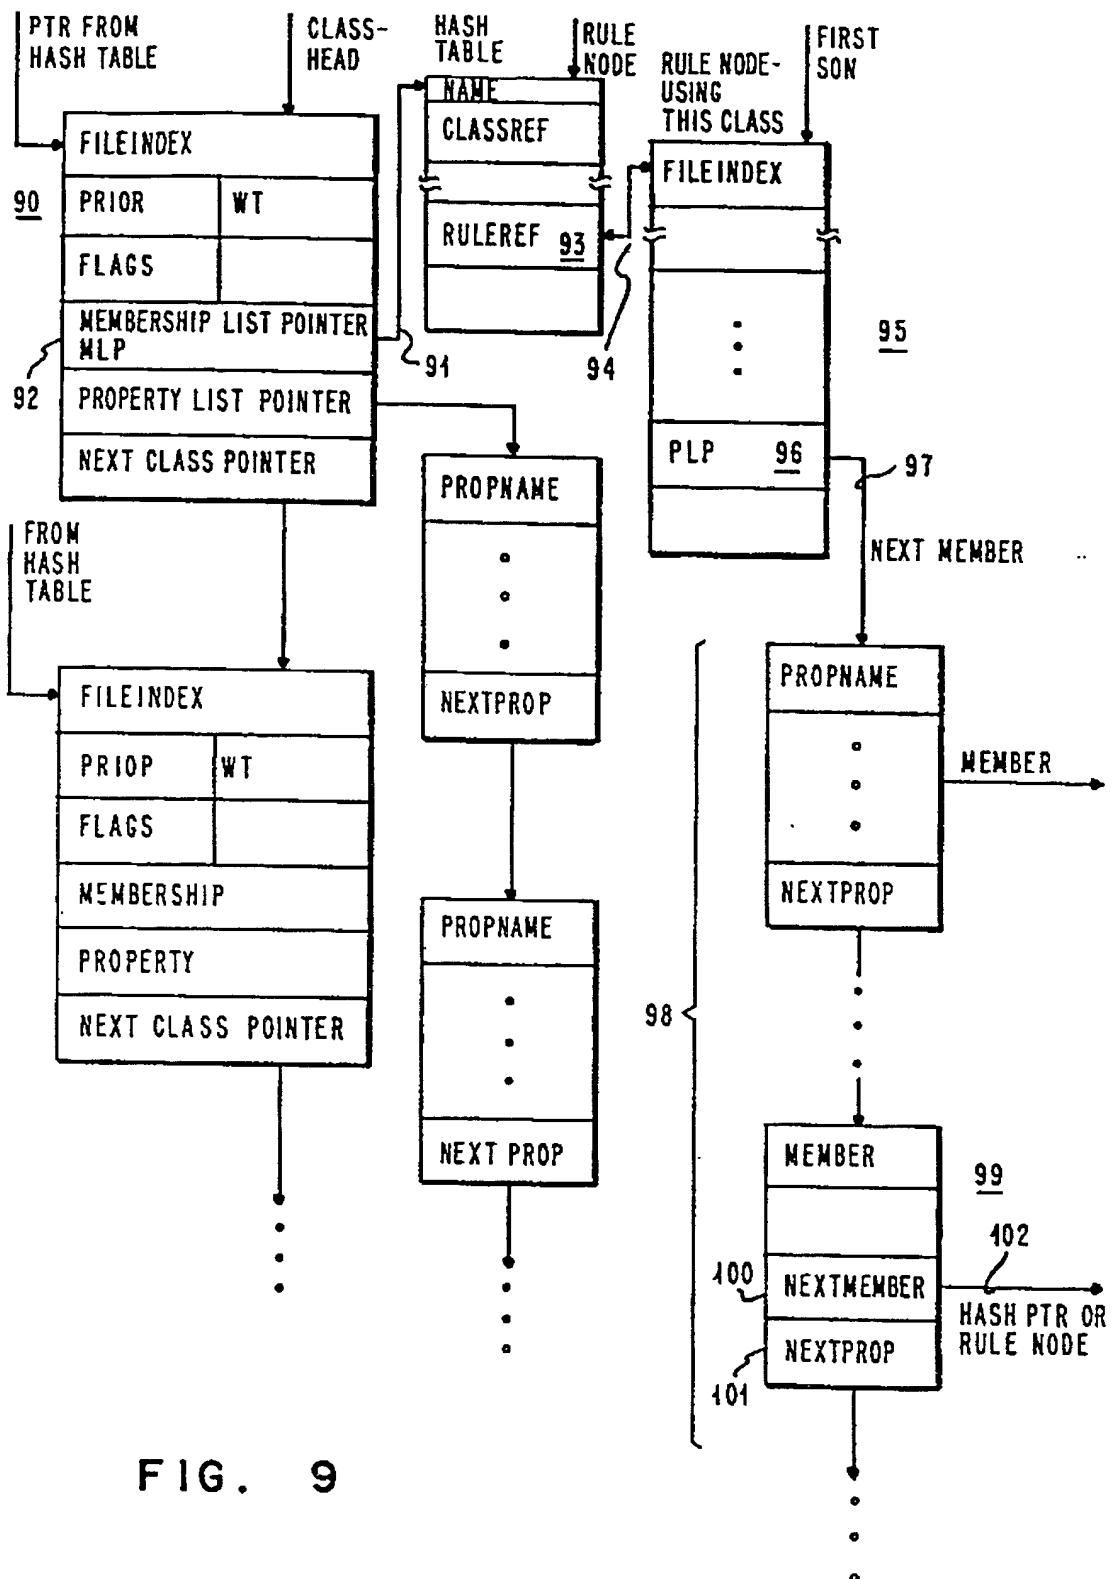 PTR FROM
HASH TABLE
CLASS-
HEAD
HASH
TABLE
RULE
NODE
RULE NODE-
USING
THIS CLASS
FIRST
SON
FILEINDEX
90
PRIOR
WT
FLAGS
MEMBERSHIP LIST POINTER
MLP
92
PROPERTY LIST POINTER
NEXT CLASS POINTER
NAME
CLASSREF
RULEREF 93
91
94
FILEINDEX
95
PLP 96
97
NEXT MEMBER
FROM
HASH
TABLE
PROPNAME
NEXTPROP
FILEINDEX
PRIOP
WT
FLAGS
MEMBERSHIP
PROPERTY
NEXT CLASS POINTER
PROPNAME
NEXT PROP
98
PROPNAME
MEMBER
NEXTPROP
MEMBER
99
100
NEXTMEMBER
102
HASH PTR OR
RULE NODE
NEXTPROP
101
FIG. 9